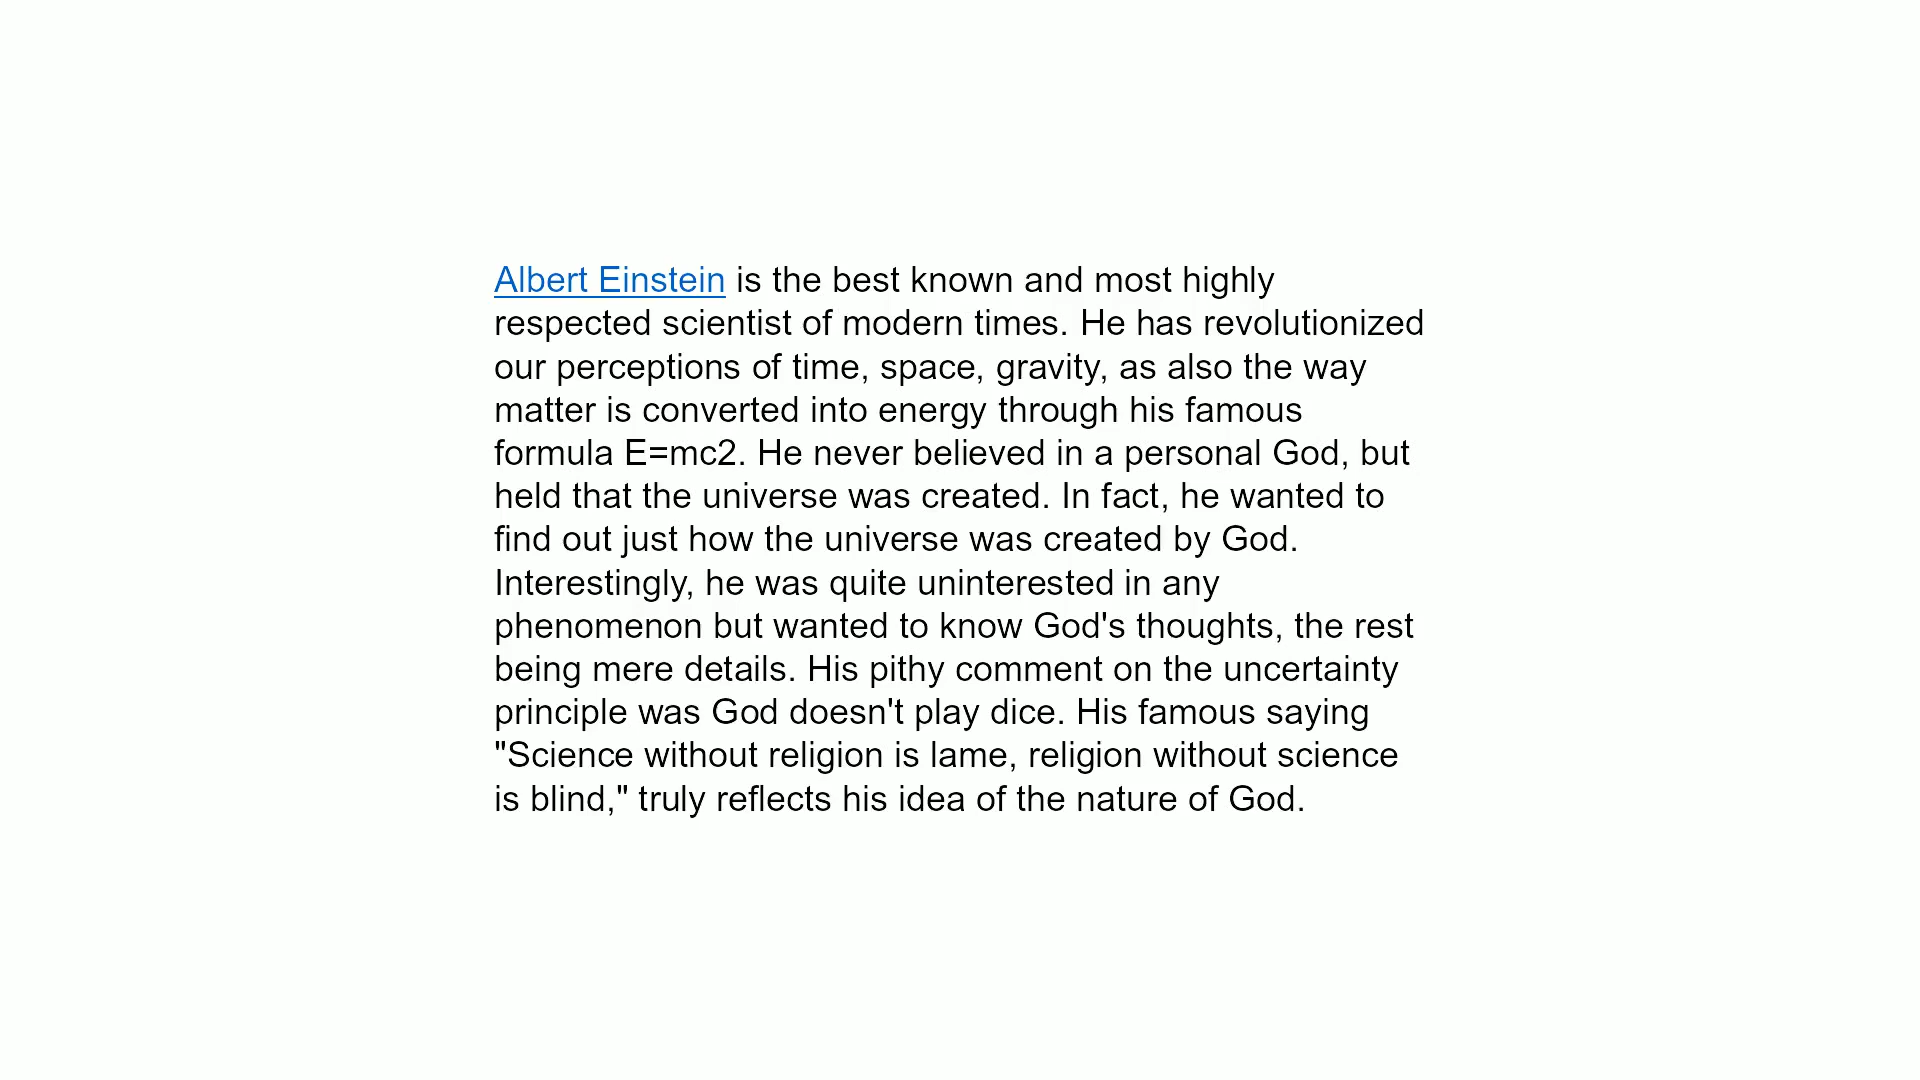 Albert Einstein is the best known and most highly
respected scientist of modern times. He has revolutionized
our perceptions of time, space, gravity, as also the way
matter is converted into energy through his famous
formula E=mc2. He never believed in a personal God, but
held that the universe was created. In fact, he wanted to
find out just how the universe was created by God.
Interestingly, he was quite uninterested in any
phenomenon but wanted to know God's thoughts, the rest
being mere details. His pithy comment on the uncertainty
principle was God doesn't play dice. His famous saying
"Science without religion is lame, religion without science
is blind," truly reflects his idea of the nature of God.